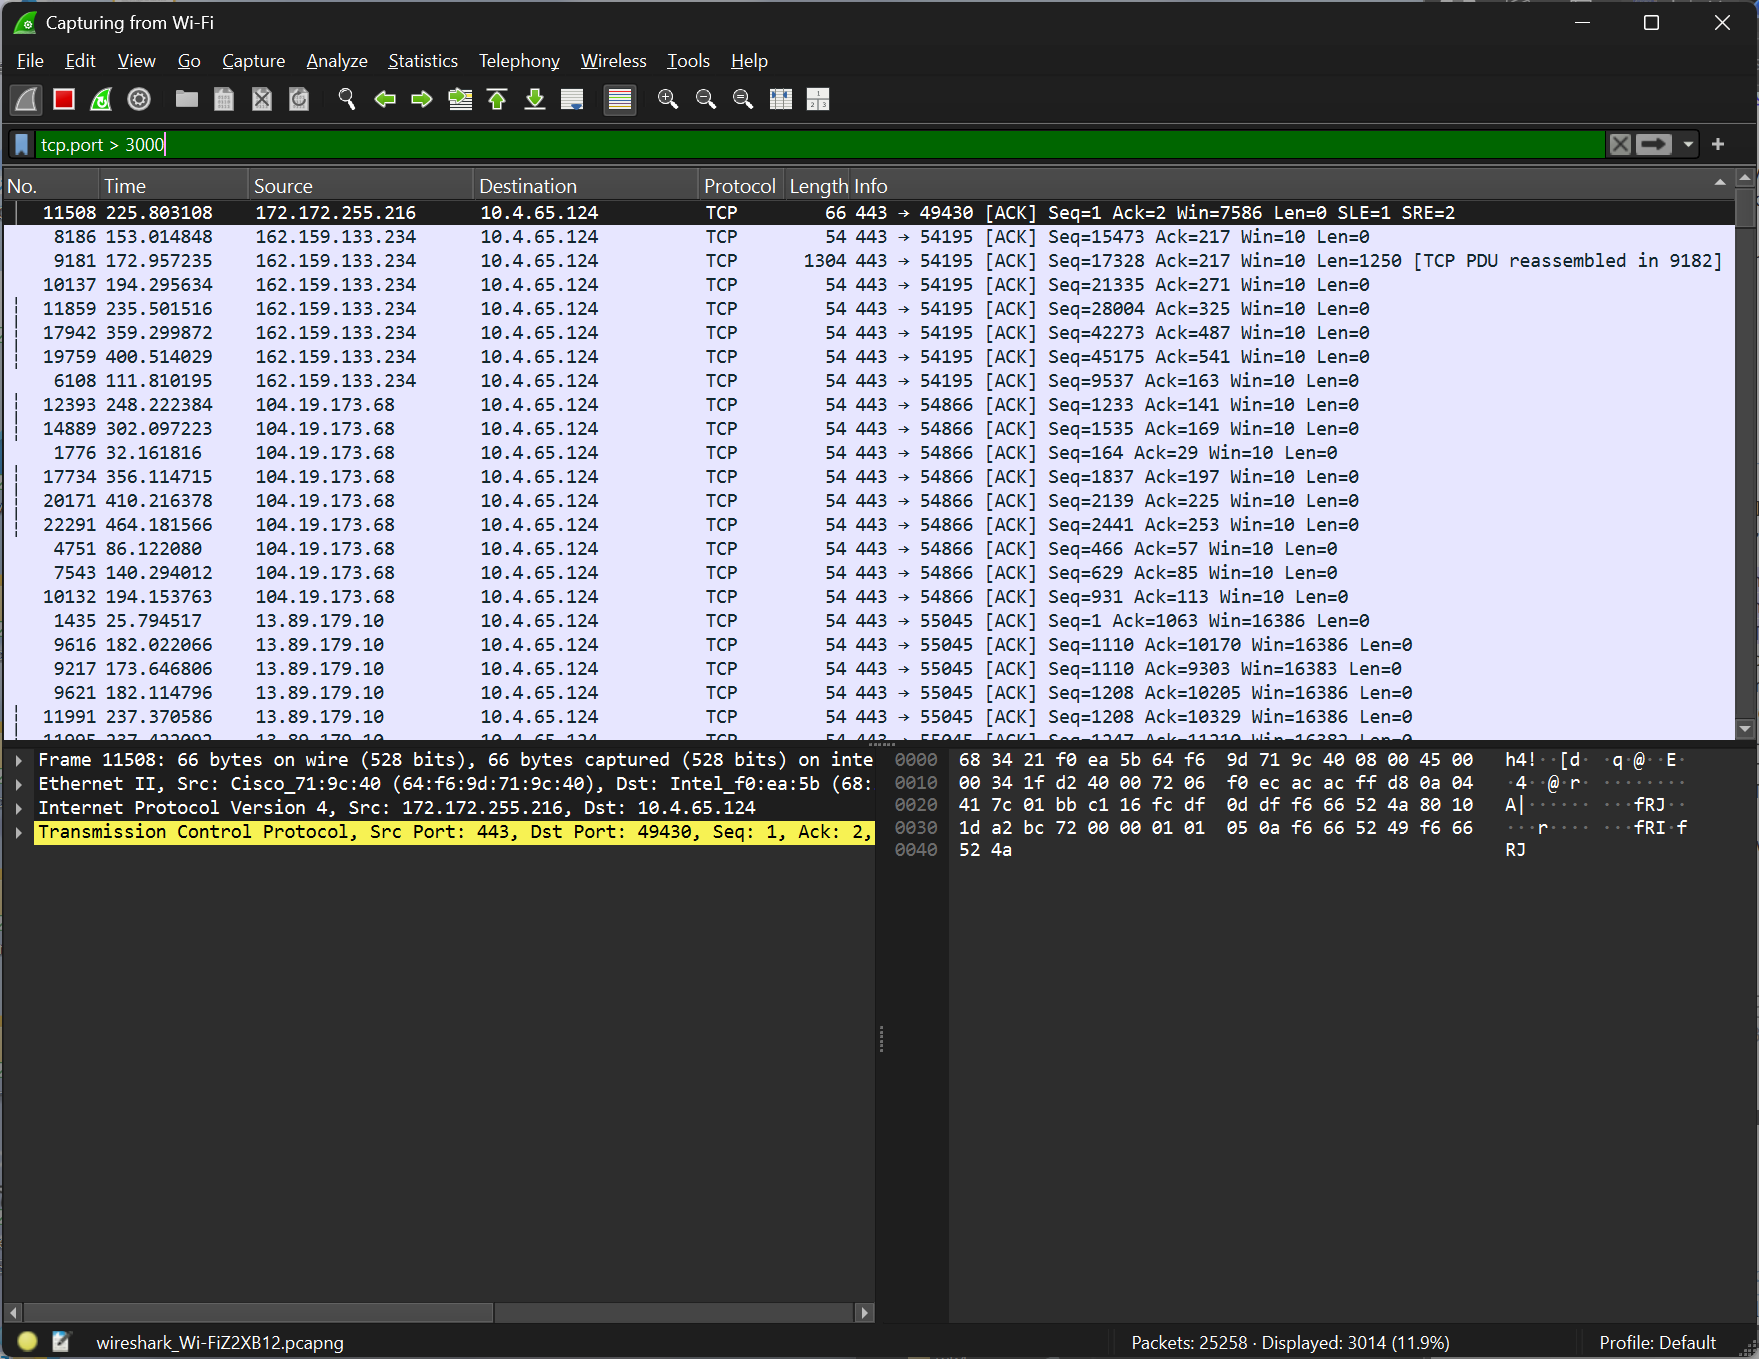 Capturing from Wi-Fi
File Edit View Go Capture Analyze Statistics Telephony Wireless Tools Help
tcp.port > 3000
No. Time Source Destination Protocol Length Info
11508 225.803108 172.172.255.216 10.4.65.124 TCP 66 443 → 49430 [ACK] Seq=1 Ack=2 Win=7586 Len=0 SLE=1 SRE=2
8186 153.014848 162.159.133.234 10.4.65.124 TCP 54 443 → 54195 [ACK] Seq=15473 Ack=217 Win=10 Len=0
9181 172.957235 162.159.133.234 10.4.65.124 TCP 1304 443 → 54195 [ACK] Seq=17328 Ack=217 Win=10 Len=1250 [TCP PDU reassembled in 9182]
10137 194.295634 162.159.133.234 10.4.65.124 TCP 54 443 → 54195 [ACK] Seq=21335 Ack=271 Win=10 Len=0
11859 235.501516 162.159.133.234 10.4.65.124 TCP 54 443 → 54195 [ACK] Seq=28004 Ack=325 Win=10 Len=0
17942 359.299872 162.159.133.234 10.4.65.124 TCP 54 443 → 54195 [ACK] Seq=42273 Ack=487 Win=10 Len=0
19759 400.514029 162.159.133.234 10.4.65.124 TCP 54 443 → 54195 [ACK] Seq=45175 Ack=541 Win=10 Len=0
6108 111.810195 162.159.133.234 10.4.65.124 TCP 54 443 → 54195 [ACK] Seq=9537 Ack=163 Win=10 Len=0
12393 248.222384 104.19.173.68 10.4.65.124 TCP 54 443 → 54866 [ACK] Seq=1233 Ack=141 Win=10 Len=0
14889 302.097223 104.19.173.68 10.4.65.124 TCP 54 443 → 54866 [ACK] Seq=1535 Ack=169 Win=10 Len=0
1776 32.161816 104.19.173.68 10.4.65.124 TCP 54 443 → 54866 [ACK] Seq=164 Ack=29 Win=10 Len=0
17734 356.114715 104.19.173.68 10.4.65.124 TCP 54 443 → 54866 [ACK] Seq=1837 Ack=197 Win=10 Len=0
20171 410.216378 104.19.173.68 10.4.65.124 TCP 54 443 → 54866 [ACK] Seq=2139 Ack=225 Win=10 Len=0
22291 464.181566 104.19.173.68 10.4.65.124 TCP 54 443 → 54866 [ACK] Seq=2441 Ack=253 Win=10 Len=0
4751 86.122080 104.19.173.68 10.4.65.124 TCP 54 443 → 54866 [ACK] Seq=466 Ack=57 Win=10 Len=0
7543 140.294012 104.19.173.68 10.4.65.124 TCP 54 443 → 54866 [ACK] Seq=629 Ack=85 Win=10 Len=0
10132 194.153763 104.19.173.68 10.4.65.124 TCP 54 443 → 54866 [ACK] Seq=931 Ack=113 Win=10 Len=0
1435 25.794517 13.89.179.10 10.4.65.124 TCP 54 443 → 55045 [ACK] Seq=1 Ack=1063 Win=16386 Len=0
9616 182.022066 13.89.179.10 10.4.65.124 TCP 54 443 → 55045 [ACK] Seq=1110 Ack=10170 Win=16386 Len=0
9217 173.646806 13.89.179.10 10.4.65.124 TCP 54 443 → 55045 [ACK] Seq=1110 Ack=9303 Win=16383 Len=0
9621 182.114796 13.89.179.10 10.4.65.124 TCP 54 443 → 55045 [ACK] Seq=1208 Ack=10205 Win=16386 Len=0
11991 237.370586 13.89.179.10 10.4.65.124 TCP 54 443 → 55045 [ACK] Seq=1208 Ack=10329 Win=16386 Len=0
Frame 11508: 66 bytes on wire (528 bits), 66 bytes captured (528 bits) on inte
Ethernet II, Src: Cisco_71:9c:40 (64:f6:9d:71:9c:40), Dst: Intel_f0:ea:5b (68:
Internet Protocol Version 4, Src: 172.172.255.216, Dst: 10.4.65.124
Transmission Control Protocol, Src Port: 443, Dst Port: 49430, Seq: 1, Ack: 2,
0000 68 34 21 f0 ea 5b 64 f6 9d 71 9c 40 08 00 45 00 h4!··[d· ·q·@··E·
0010 00 34 1f d2 40 00 72 06 f0 ec ac ac ff d8 0a 04 ·4··@·r· ········
0020 41 7c 01 bb c1 16 fc df 0d df f6 66 52 4a 80 10 A|······ ···fRJ··
0030 1d a2 bc 72 00 00 01 01 05 0a f6 66 52 49 f6 66 ···r···· ···fRI·f
0040 52 4a RJ
wireshark_Wi-FiZ2XB12.pcapng Packets: 25258 · Displayed: 3014 (11.9%) Profile: Default